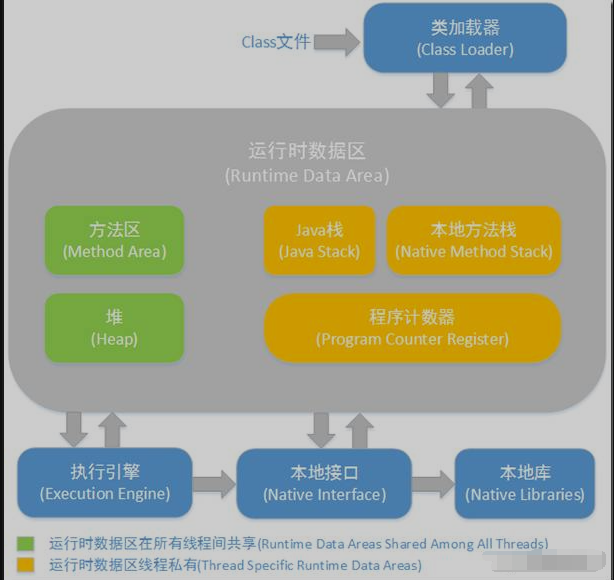 Class文件
类加载器
(Class Loader)
运行时数据区
(Runtime Data Area)
方法区
(Method Area)
Java栈
(Java Stack)
本地方法栈
(Native Method Stack)
堆
(Heap)
程序计数器
(Program Counter Register)
执行引擎
(Execution Engine)
本地接口
(Native Interface)
本地库
(Native Libraries)
运行时数据区在所有线程间共享(Runtime Data Areas Shared Among All Threads)
运行时数据区线程私有(Thread Specific Runtime Data Areas)